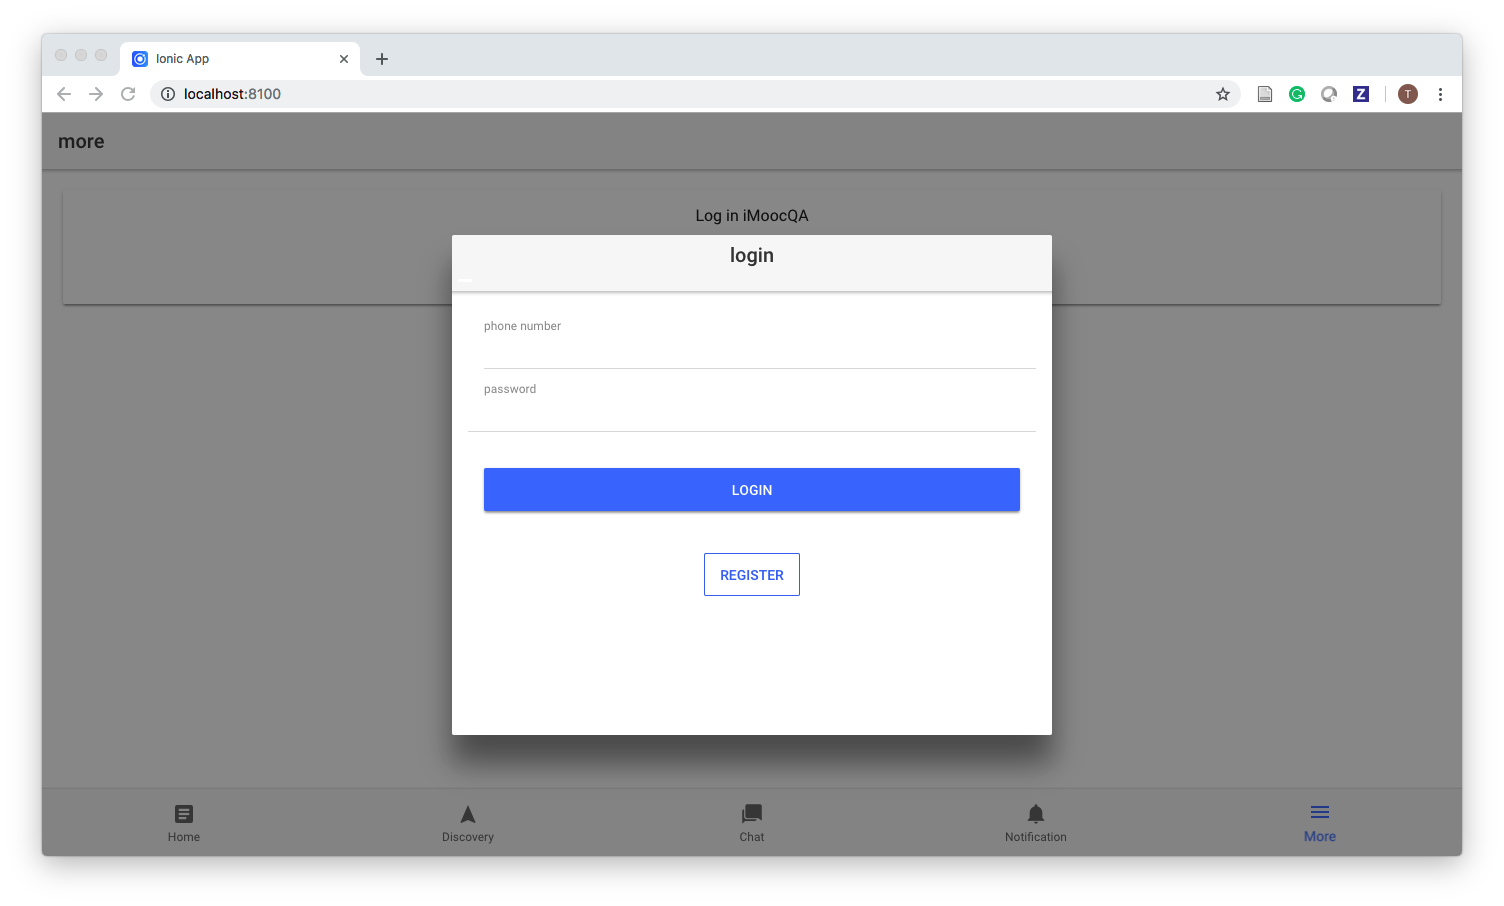 Ionic App
localhost:8100
Z
T
more
Log in iMoocQA
login
phone number
password
LOGIN
REGISTER
Home
Discovery
Chat
Notification
More